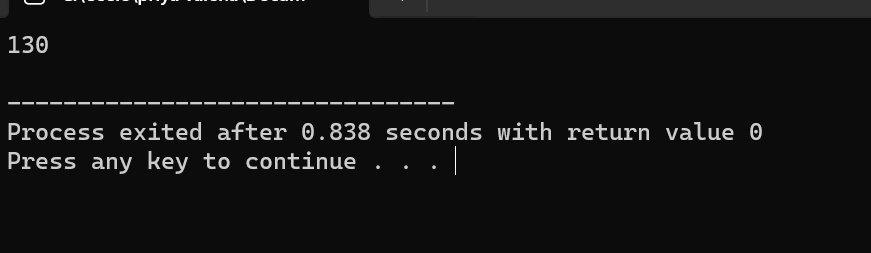 130
--------------------------------
Process exited after 0.838 seconds with return value 0
Press any key to continue . . .